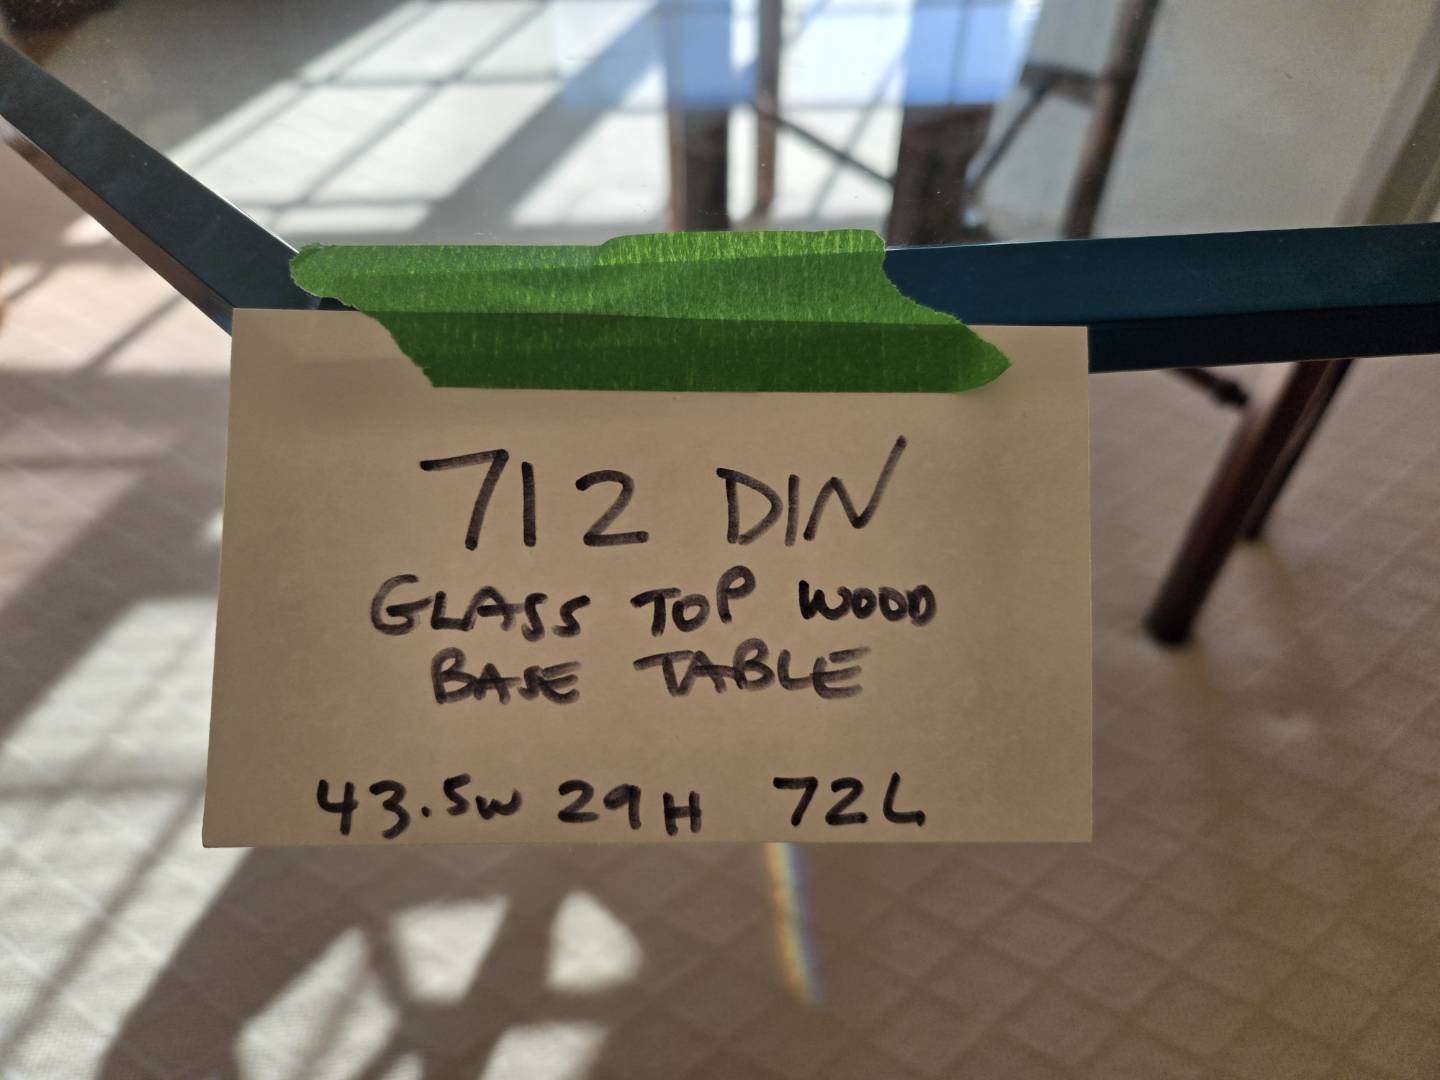 712 DIN
GLASS TOP WOOD
BASE TABLE
43.5W 29H 72L